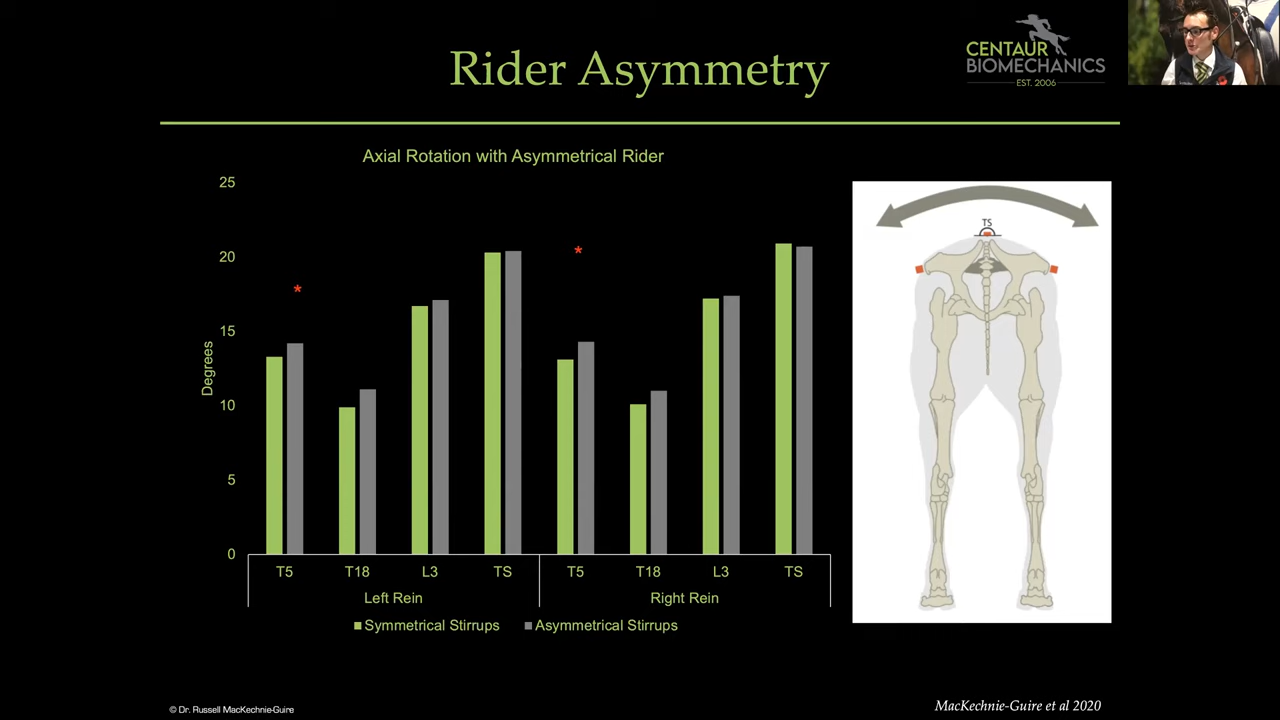 Rider Asymmetry
CENTAUR
BIOMECHANICS
EST. 2006
Axial Rotation with Asymmetrical Rider
25
20
15
10
5
0
Degrees
*
*
T5 T18 L3 TS T5 T18 L3 TS
Left Rein Right Rein
Symmetrical Stirrups Asymmetrical Stirrups
TS
© Dr. Russell MacKechnie-Guire
MacKechnie-Guire et al 2020